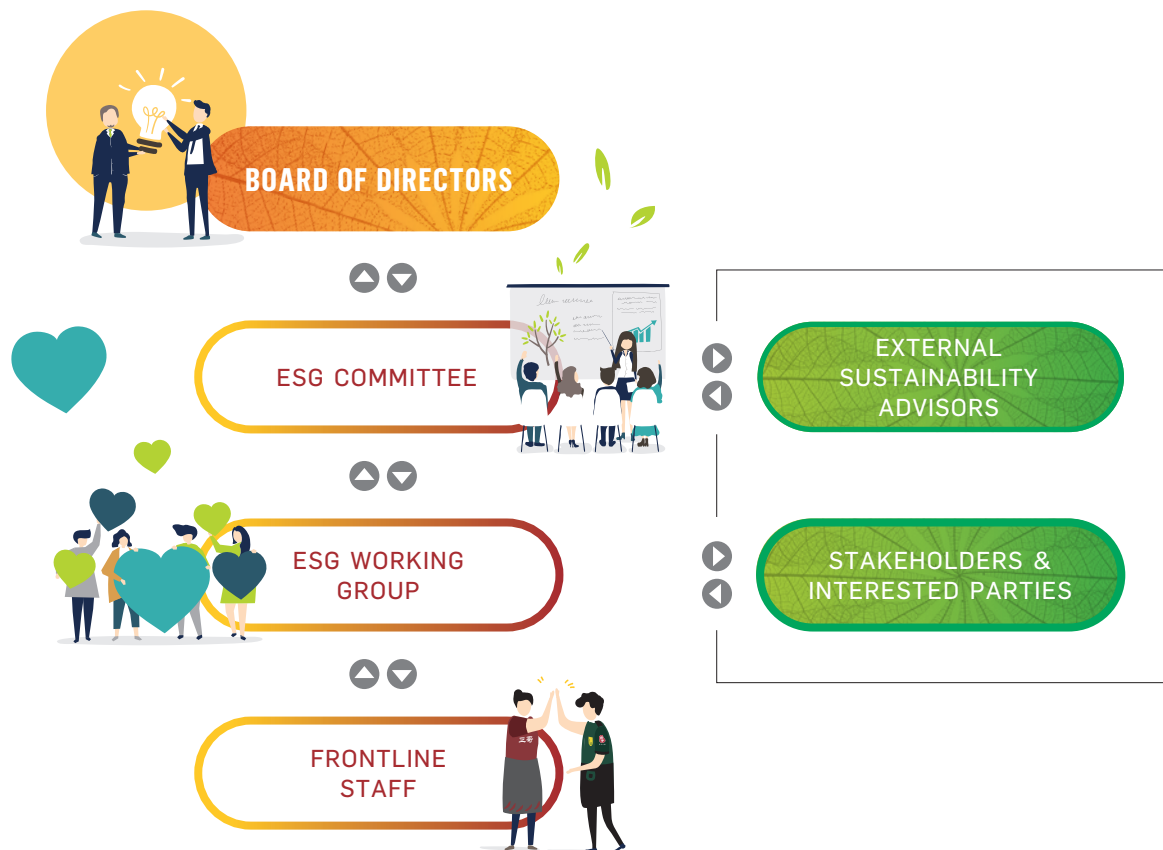 BOARD OF DIRECTORS
ESG COMMITTEE
EXTERNAL
SUSTAINABILITY
ADVISORS
ESG WORKING
GROUP
STAKEHOLDERS &
INTERESTED PARTIES
FRONTLINE
STAFF